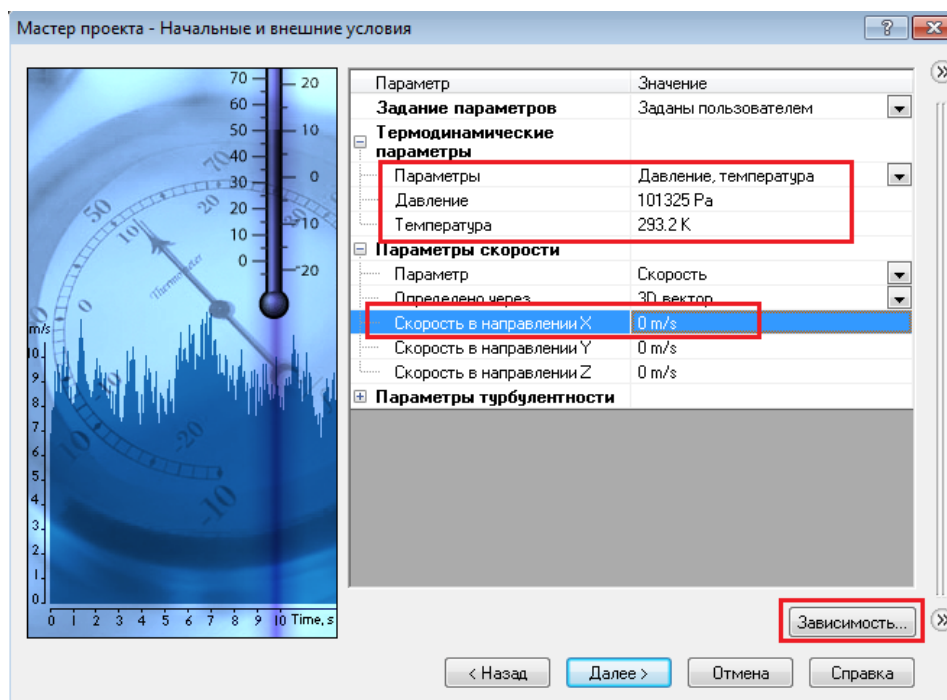 Мастер проекта - Начальные и внешние условия
Параметр Значение
Задание параметров Заданы пользователем
Термодинамические
параметры
Параметры Давление, температура
Давление 101325 Pa
Температура 293.2 K
Параметры скорости
Параметр Скорость
Определено через 3D вектор
Скорость в направлении X 0 m/s
Скорость в направлении Y 0 m/s
Скорость в направлении Z 0 m/s
Параметры турбулентности
70 20
60
50 10
40
30 0
20
10 -10
0
-20
Thermometer
m/s
10
9
8
7
6
5
4
3
2
1
0
0 1 2 3 4 5 6 7 8 9 10 Time, s
Зависимость...
< Назад Далее > Отмена Справка